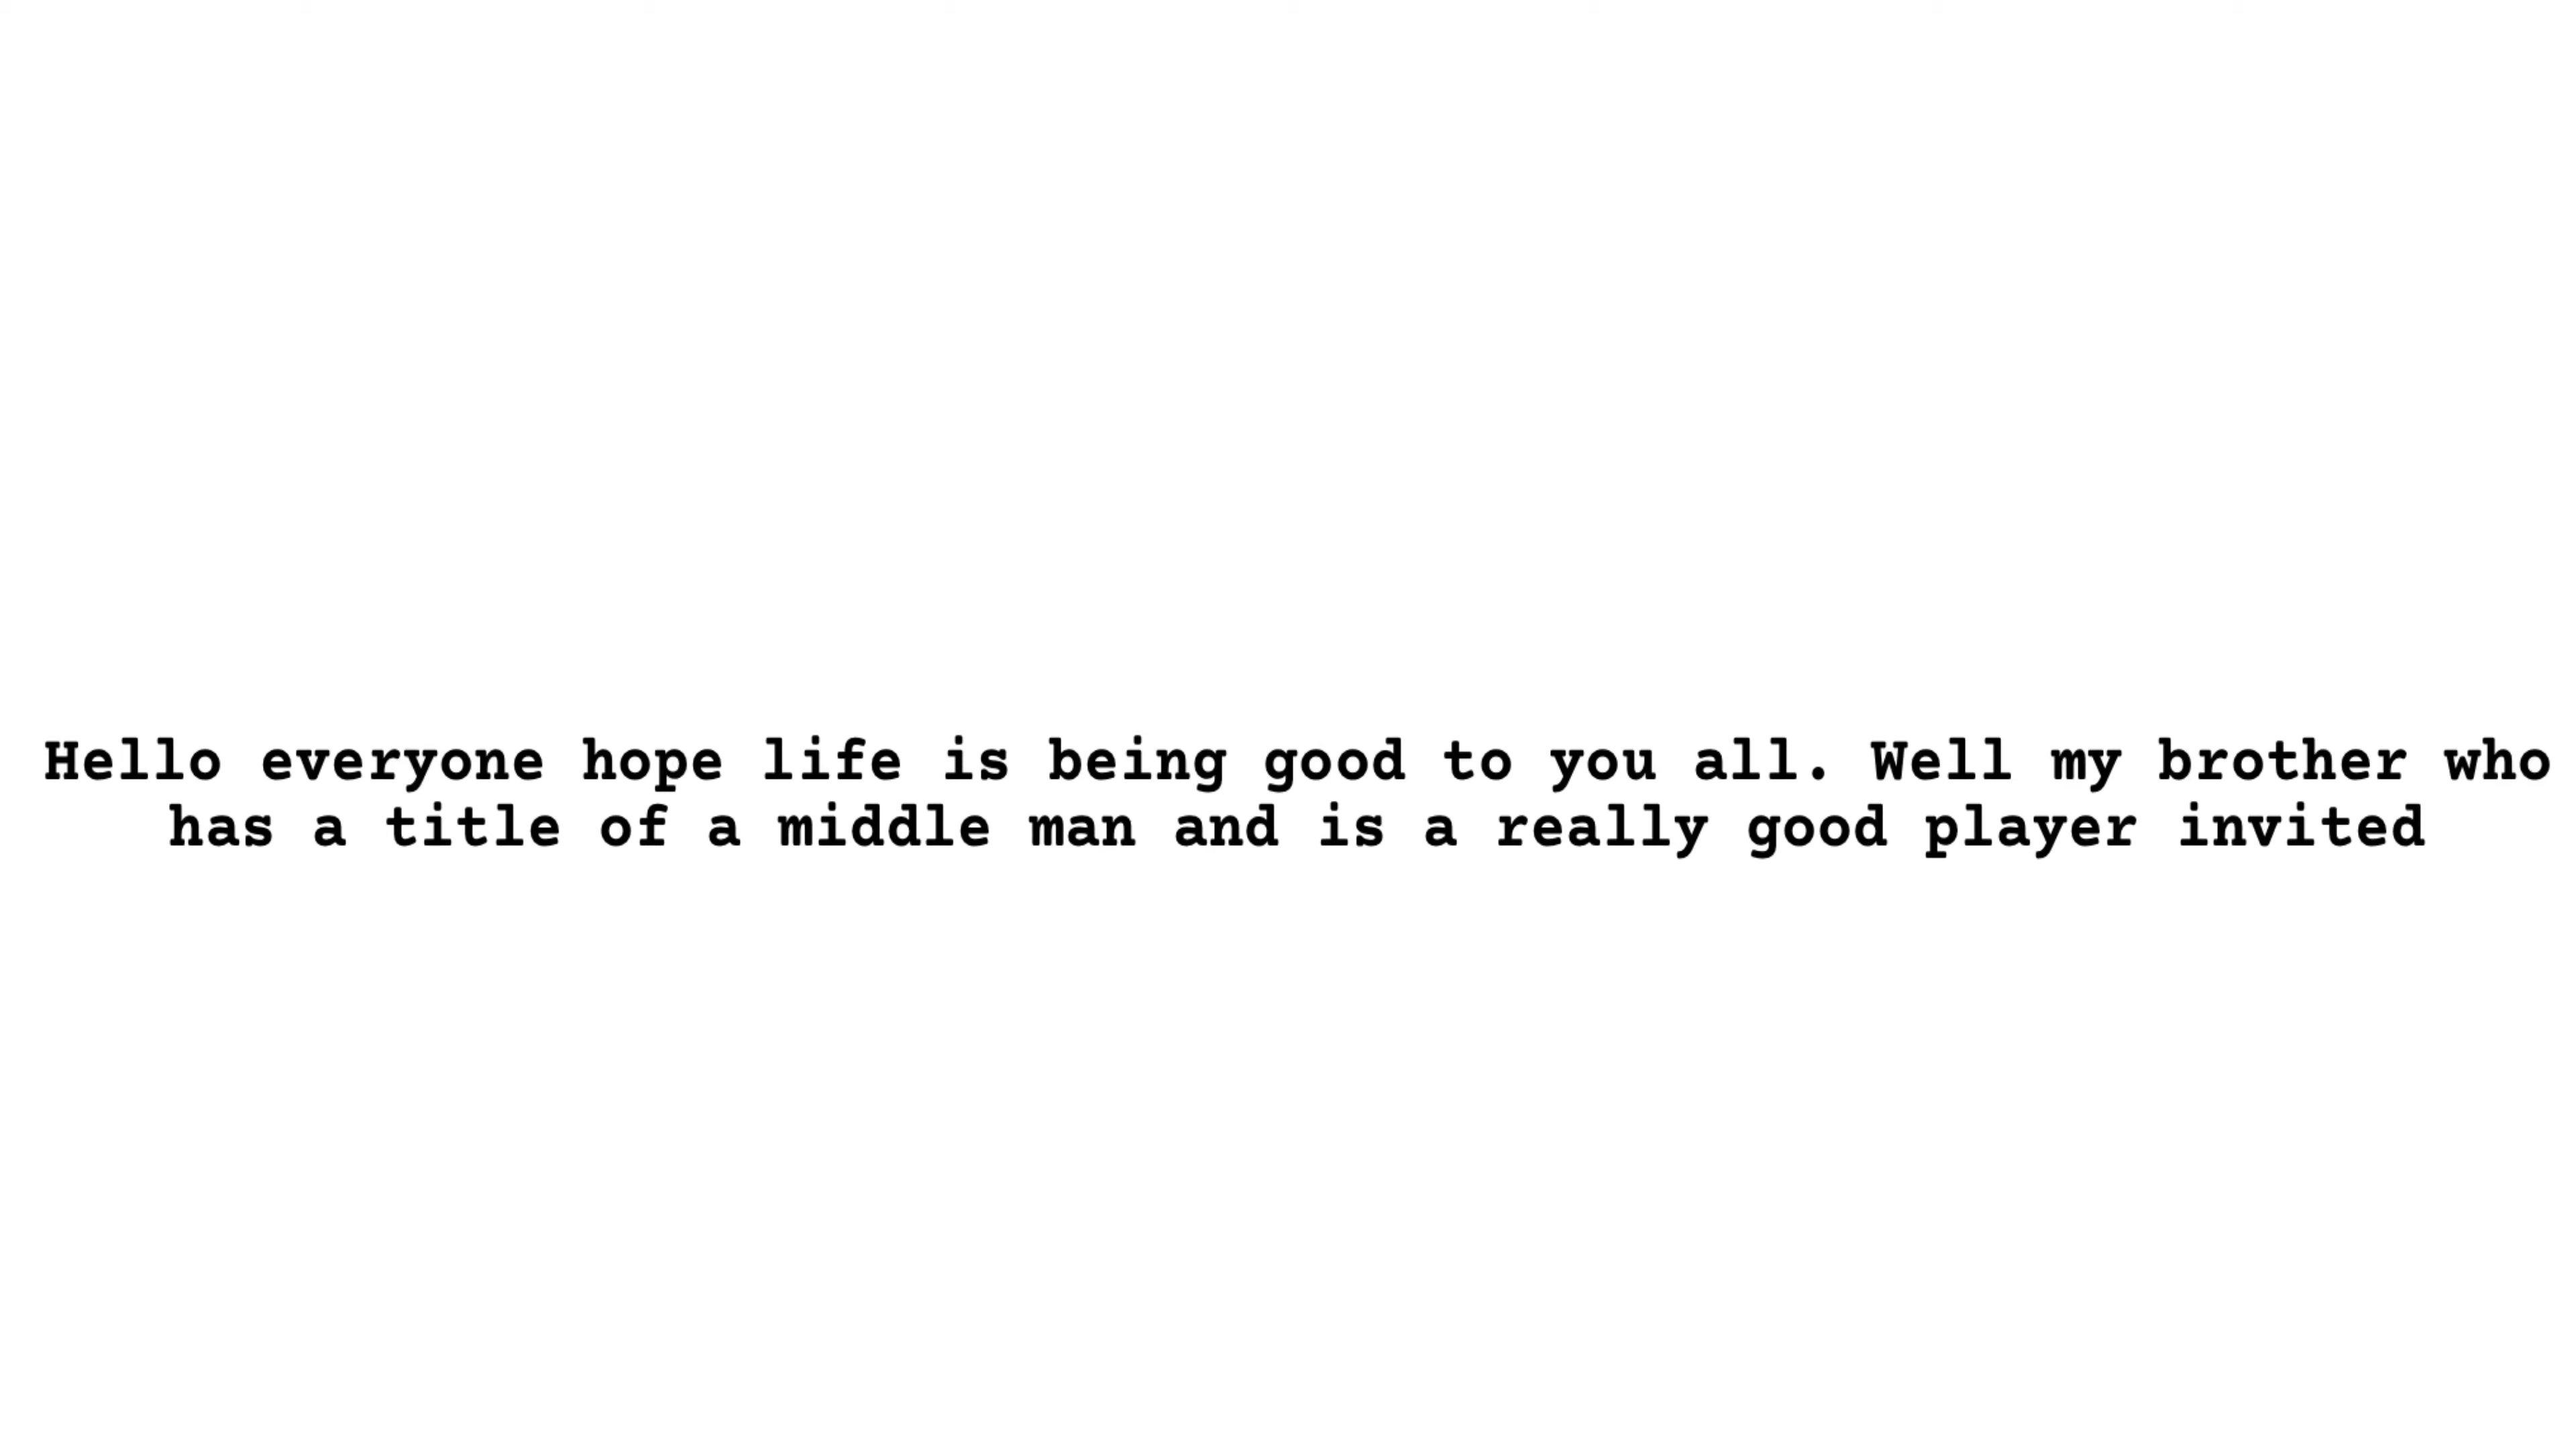 Hello everyone hope life is being good to you all. Well my brother who
has a title of a middle man and is a really good player invited